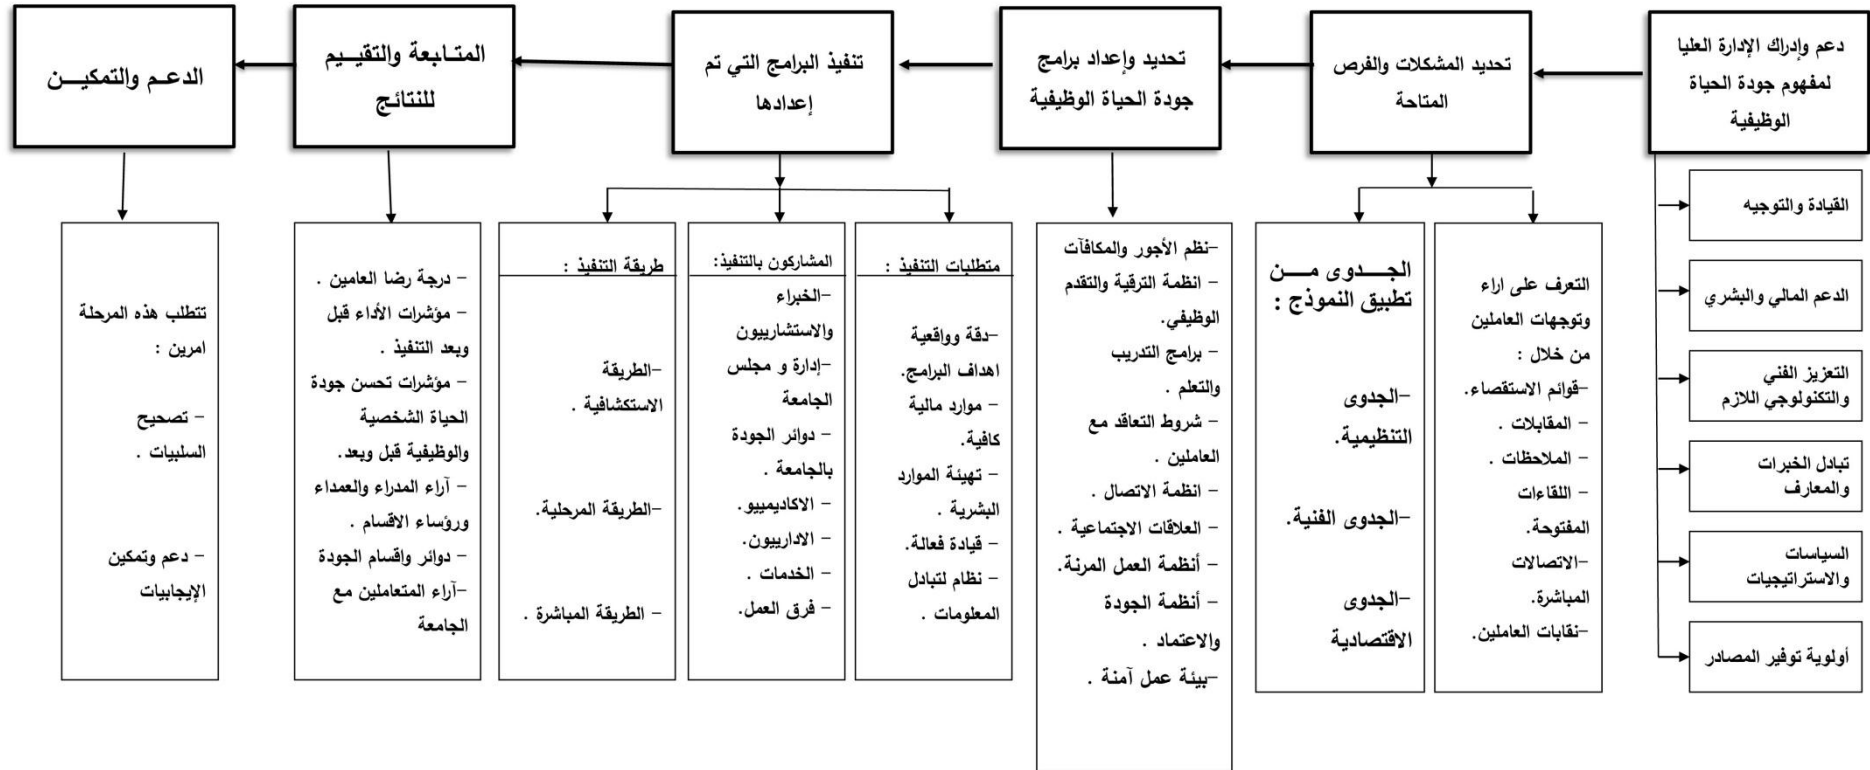 دعم وإدراك الإدارة العليا
لمفهوم جودة الحياة
الوظيفية
تحديد المشكلات والفرص
المتاحة
تحديد وإعداد برامج
جودة الحياة الوظيفية
تنفيذ البرامج التي تم
إعدادها
المتابعة والتقييم
للنتائج
الدعم والتمكين
القيادة والتوجيه
الدعم المالي والبشري
التعزيز الفني
والتكنولوجي اللازم
تبادل الخبرات
والمعارف
السياسات
والاستراتيجيات
أولوية توفير المصادر
التعرف على اراء
وتوجهات العاملين
من خلال :
-قوائم الاستقصاء.
- المقابلات .
- الملاحظات .
- اللقاءات
المفتوحة.
-الاتصالات
المباشرة.
-نقابات العاملين.
الجدوى من
تطبيق النموذج :
-الجدوى
التنظيمية.
-الجدوى الفنية.
-الجدوى
الاقتصادية
-نظم الأجور والمكافآت
- انظمة الترقية والتقدم
الوظيفي.
- برامج التدريب
والتعلم .
- شروط التعاقد مع
العاملين .
- انظمة الاتصال .
- العلاقات الاجتماعية .
- أنظمة العمل المرنة.
- أنظمة الجودة
والاعتماد .
-بيئة عمل آمنة .
متطلبات التنفيذ :
-دقة وواقعية
اهداف البرامج.
- موارد مالية
كافية.
- تهيئة الموارد
البشرية .
- قيادة فعالة.
- نظام لتبادل
المعلومات .
المشاركون بالتنفيذ:
-الخبراء
والاستشارييون
-إدارة و مجلس
الجامعة
- دوائر الجودة
بالجامعة .
- الاكاديمييو.
- الاداريیون.
- الخدمات .
- فرق العمل.
طريقة التنفيذ :
-الطريقة
الاستكشافية .
-الطريقة المرحلية.
- الطريقة المباشرة .
- درجة رضا العامين .
- مؤشرات الأداء قبل
وبعد التنفيذ .
- مؤشرات تحسن جودة
الحياة الشخصية
والوظيفية قبل وبعد.
- آراء المدراء والعمداء
ورؤساء الاقسام .
- دوائر واقسام الجودة
-آراء المتعاملين مع
الجامعة
تتطلب هذه المرحلة
امرين :
- تصحيح
السلبيات .
- دعم وتمكين
الإيجابيات